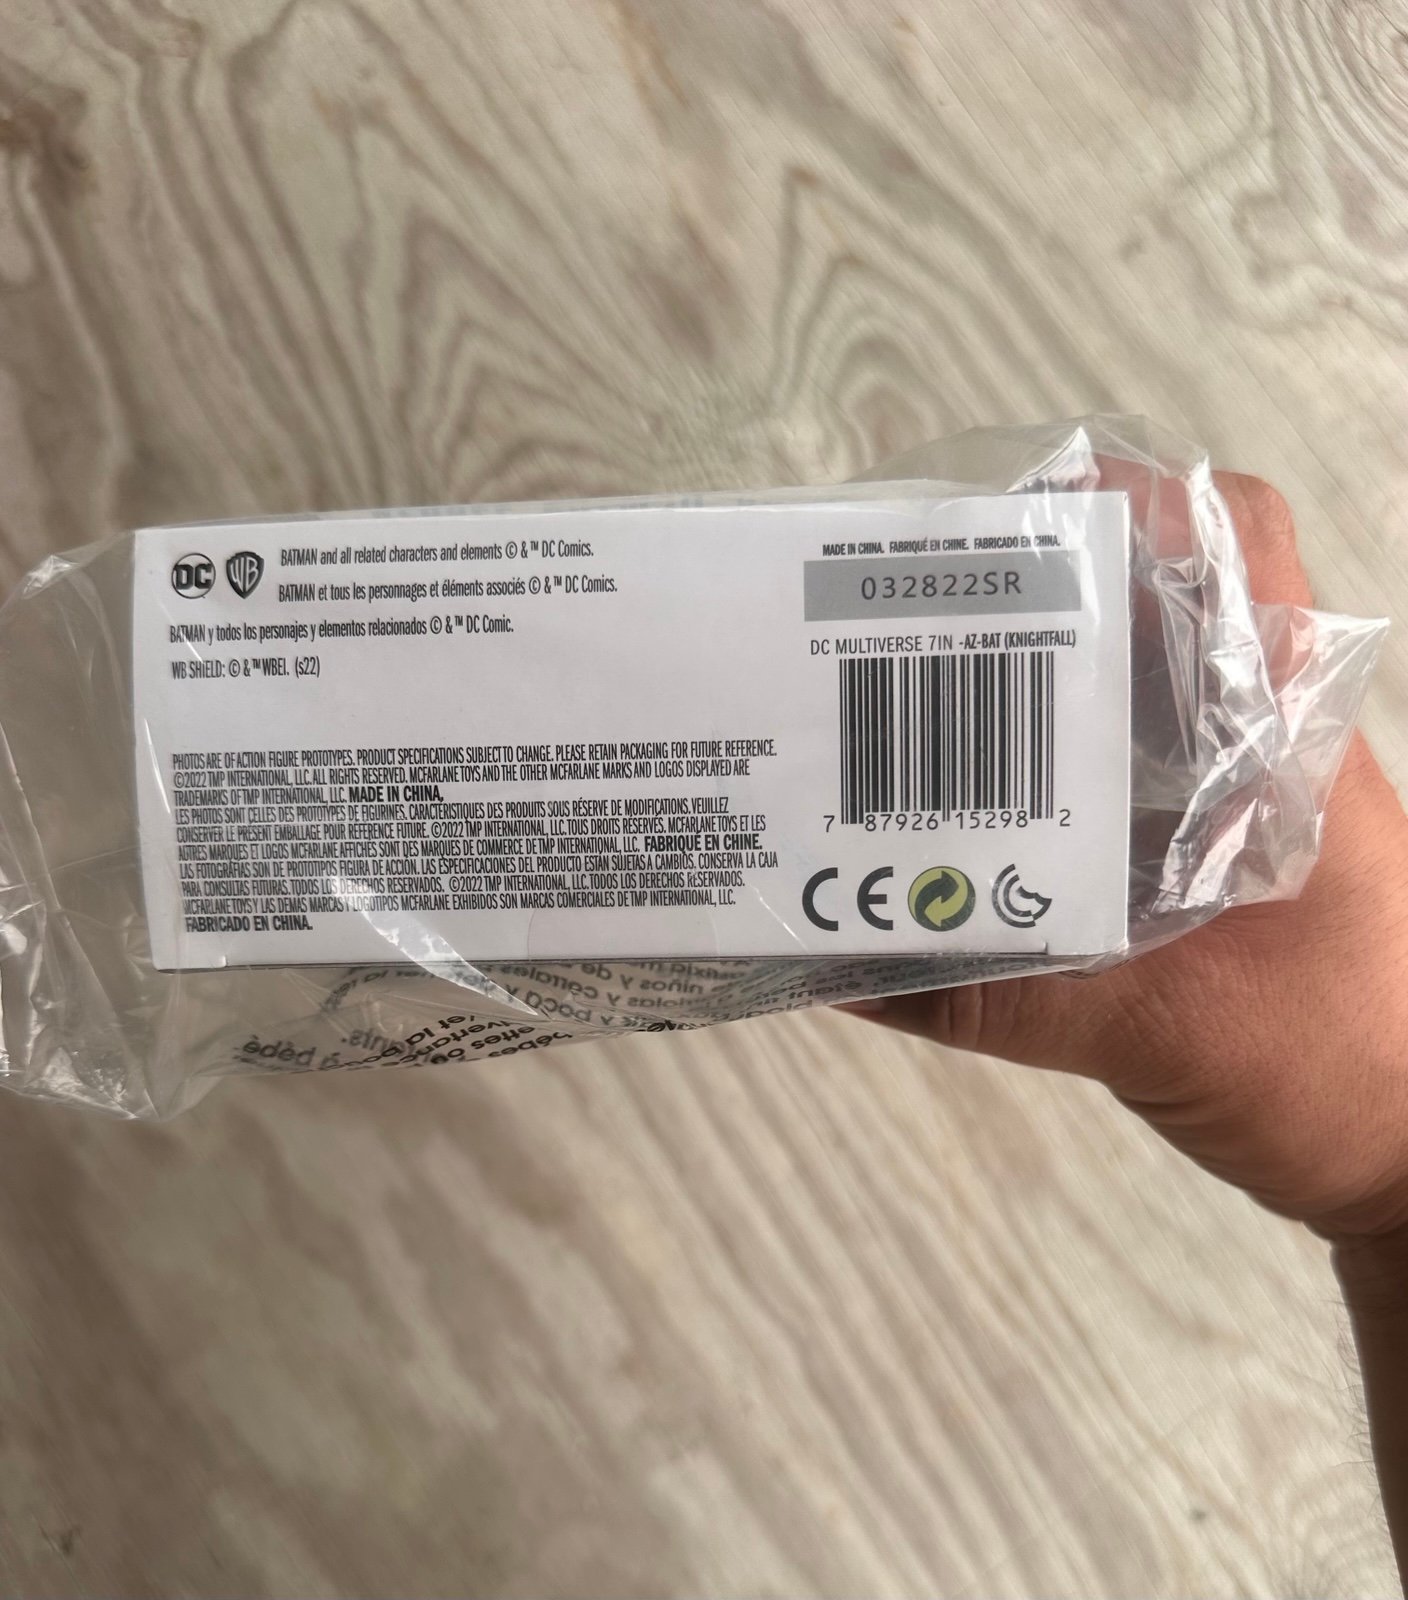 DC WB BATMAN and all related characters and elements © & ™ DC Comics.
BATMAN et tous les personnages et éléments associés © & ™ DC Comics.
BATMAN y todos los personajes y elementos relacionados © & ™ DC Comic.
WB SHIELD: © & ™ WBEI. (s22)
PHOTOS ARE OF ACTION FIGURE PROTOTYPES. PRODUCT SPECIFICATIONS SUBJECT TO CHANGE. PLEASE RETAIN PACKAGING FOR FUTURE REFERENCE.
©2022 TMP INTERNATIONAL, LLC. ALL RIGHTS RESERVED. MCFARLANE TOYS AND THE OTHER MCFARLANE MARKS AND LOGOS DISPLAYED ARE
TRADEMARKS OF TMP INTERNATIONAL, LLC. MADE IN CHINA,
LES PHOTOS SONT CELLES DES PROTOTYPES DE FIGURINES. CARACTÉRISTIQUES DES PRODUITS SOUS RÉSERVE DE MODIFICATIONS. VEUILLEZ
CONSERVER LE PRÉSENT EMBALLAGE POUR RÉFÉRENCE FUTURE. ©2022 TMP INTERNATIONAL, LLC. TOUS DROITS RÉSERVÉS. MCFARLANE TOYS ET LES
AUTRES MARQUES ET LOGOS MCFARLANE AFFICHÉS SONT DES MARQUES DE COMMERCE DE TMP INTERNATIONAL, LLC. FABRIQUÉ EN CHINE.
LAS FOTOGRAFÍAS SON DE PROTOTIPOS FIGURA DE ACCIÓN. LAS ESPECIFICACIONES DEL PRODUCTO ESTÁN SUJETAS A CAMBIOS. CONSERVA LA CAJA
PARA CONSULTAS FUTURAS. TODOS LOS DERECHOS RESERVADOS. ©2022 TMP INTERNATIONAL, LLC. TODOS LOS DERECHOS RESERVADOS.
MCFARLANE TOYS Y LAS DEMAS MARCAS Y LOGOTIPOS MCFARLANE EXHIBIDOS SON MARCAS COMERCIALES DE TMP INTERNATIONAL, LLC.
FABRICADO EN CHINA.
MADE IN CHINA. FABRIQUÉ EN CHINE. FABRICADO EN CHINA.
032822SR
DC MULTIVERSE 7IN -AZ-BAT (KNIGHTFALL)
7 87926 15298 2
CE